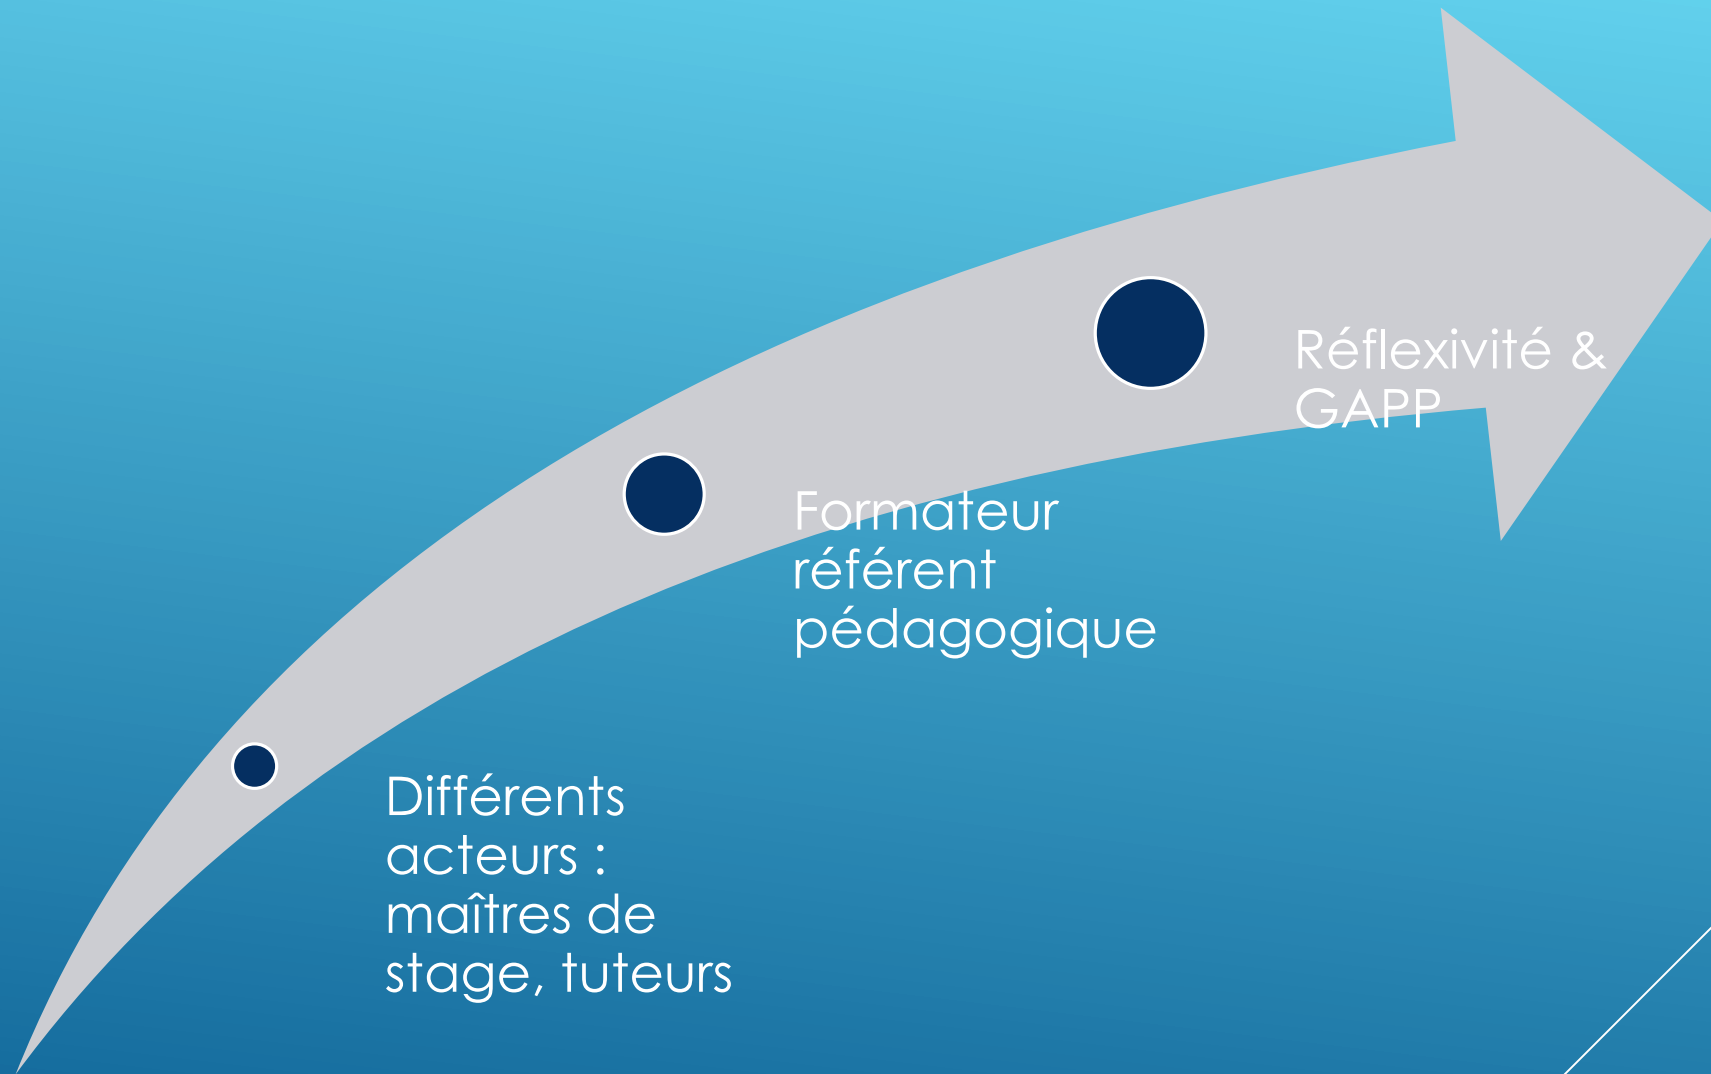 Réflexivité &
GAPP
Formateur
référent
pédagogique
Différents
acteurs :
maîtres de
stage, tuteurs